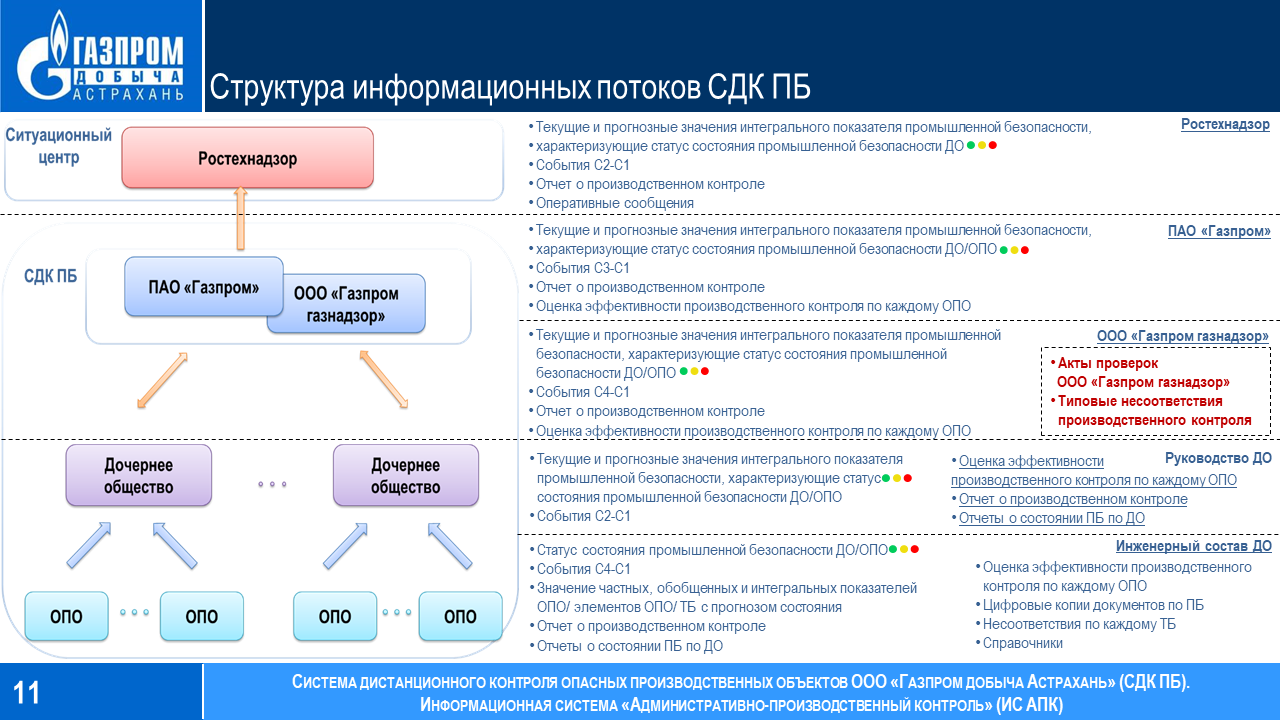 ГАЗПРОМ
ДОБЫЧА
АСТРАХАНЬ
Структура информационных потоков СДК ПБ
Ситуационный
центр
Ростехнадзор
СДК ПБ
ПАО «Газпром»
ООО «Газпром
газнадзор»
Дочернее
общество
...
Дочернее
общество
ОПО
...
ОПО
ОПО
...
ОПО
Ростехнадзор
• Текущие и прогнозные значения интегрального показателя промышленной безопасности,
• характеризующие статус состояния промышленной безопасности ДО
• События С2-С1
• Отчет о производственном контроле
• Оперативные сообщения
ПАО «Газпром»
• Текущие и прогнозные значения интегрального показателя промышленной безопасности,
• характеризующие статус состояния промышленной безопасности ДО/ОПО
• События С3-С1
• Отчет о производственном контроле
• Оценка эффективности производственного контроля по каждому ОПО
ООО «Газпром газнадзор»
• Текущие и прогнозные значения интегрального показателя промышленной
безопасности, характеризующие статус состояния промышленной
безопасности ДО/ОПО
• События С4-С1
• Отчет о производственном контроле
• Оценка эффективности производственного контроля по каждому ОПО
• Акты проверок
ООО «Газпром газнадзор»
• Типовые несоответствия
производственного контроля
Руководство ДО
• Текущие и прогнозные значения интегрального показателя
промышленной безопасности, характеризующие статус
состояния промышленной безопасности ДО/ОПО
• События С2-С1
• Оценка эффективности
производственного контроля по каждому ОПО
• Отчет о производственном контроле
• Отчеты о состоянии ПБ по ДО
Инженерный состав ДО
• Статус состояния промышленной безопасности ДО/ОПО
• События С4-С1
• Значение частных, обобщенных и интегральных показателей
ОПО/ элементов ОПО/ ТБ с прогнозом состояния
• Отчет о производственном контроле
• Отчеты о состоянии ПБ по ДО
• Оценка эффективности производственного
контроля по каждому ОПО
• Цифровые копии документов по ПБ
• Несоответствия по каждому ТБ
• Справочники
11
Система дистанционного контроля опасных производственных объектов ООО «Газпром добыча Астрахань» (СДК ПБ).
Информационная система «Административно-производственный контроль» (ИС АПК)